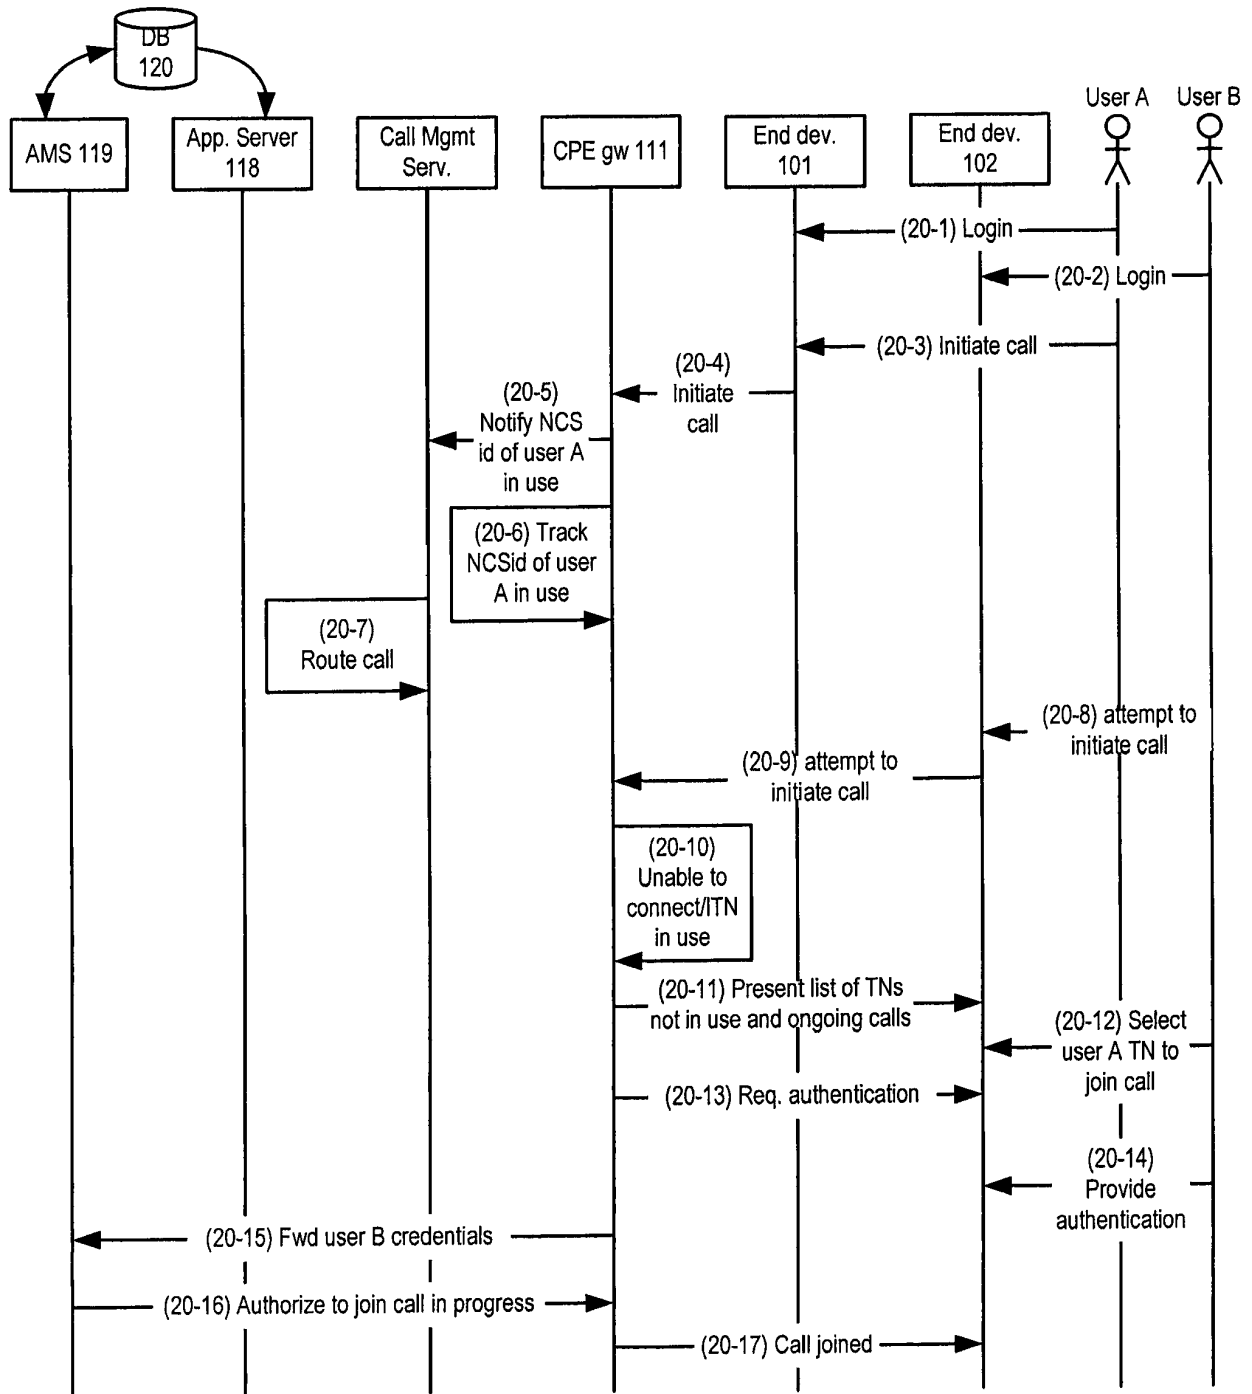 DB
120
User A
User B
AMS 119
App. Server
118
Call Mgmt
Serv.
CPE gw 111
End dev.
101
End dev.
102
(20-1) Login
(20-2) Login
(20-3) Initiate call
(20-4)
Initiate
call
(20-5)
Notify NCS
id of user A
in use
(20-6) Track
NCSid of user
A in use
(20-7)
Route call
(20-8) attempt to
initiate call
(20-9) attempt to
initiate call
(20-10)
Unable to
connect/ITN
in use
(20-11) Present list of TNs
not in use and ongoing calls
(20-12) Select
user A TN to
join call
(20-13) Req. authentication
(20-14)
Provide
authentication
(20-15) Fwd user B credentials
(20-16) Authorize to join call in progress
(20-17) Call joined